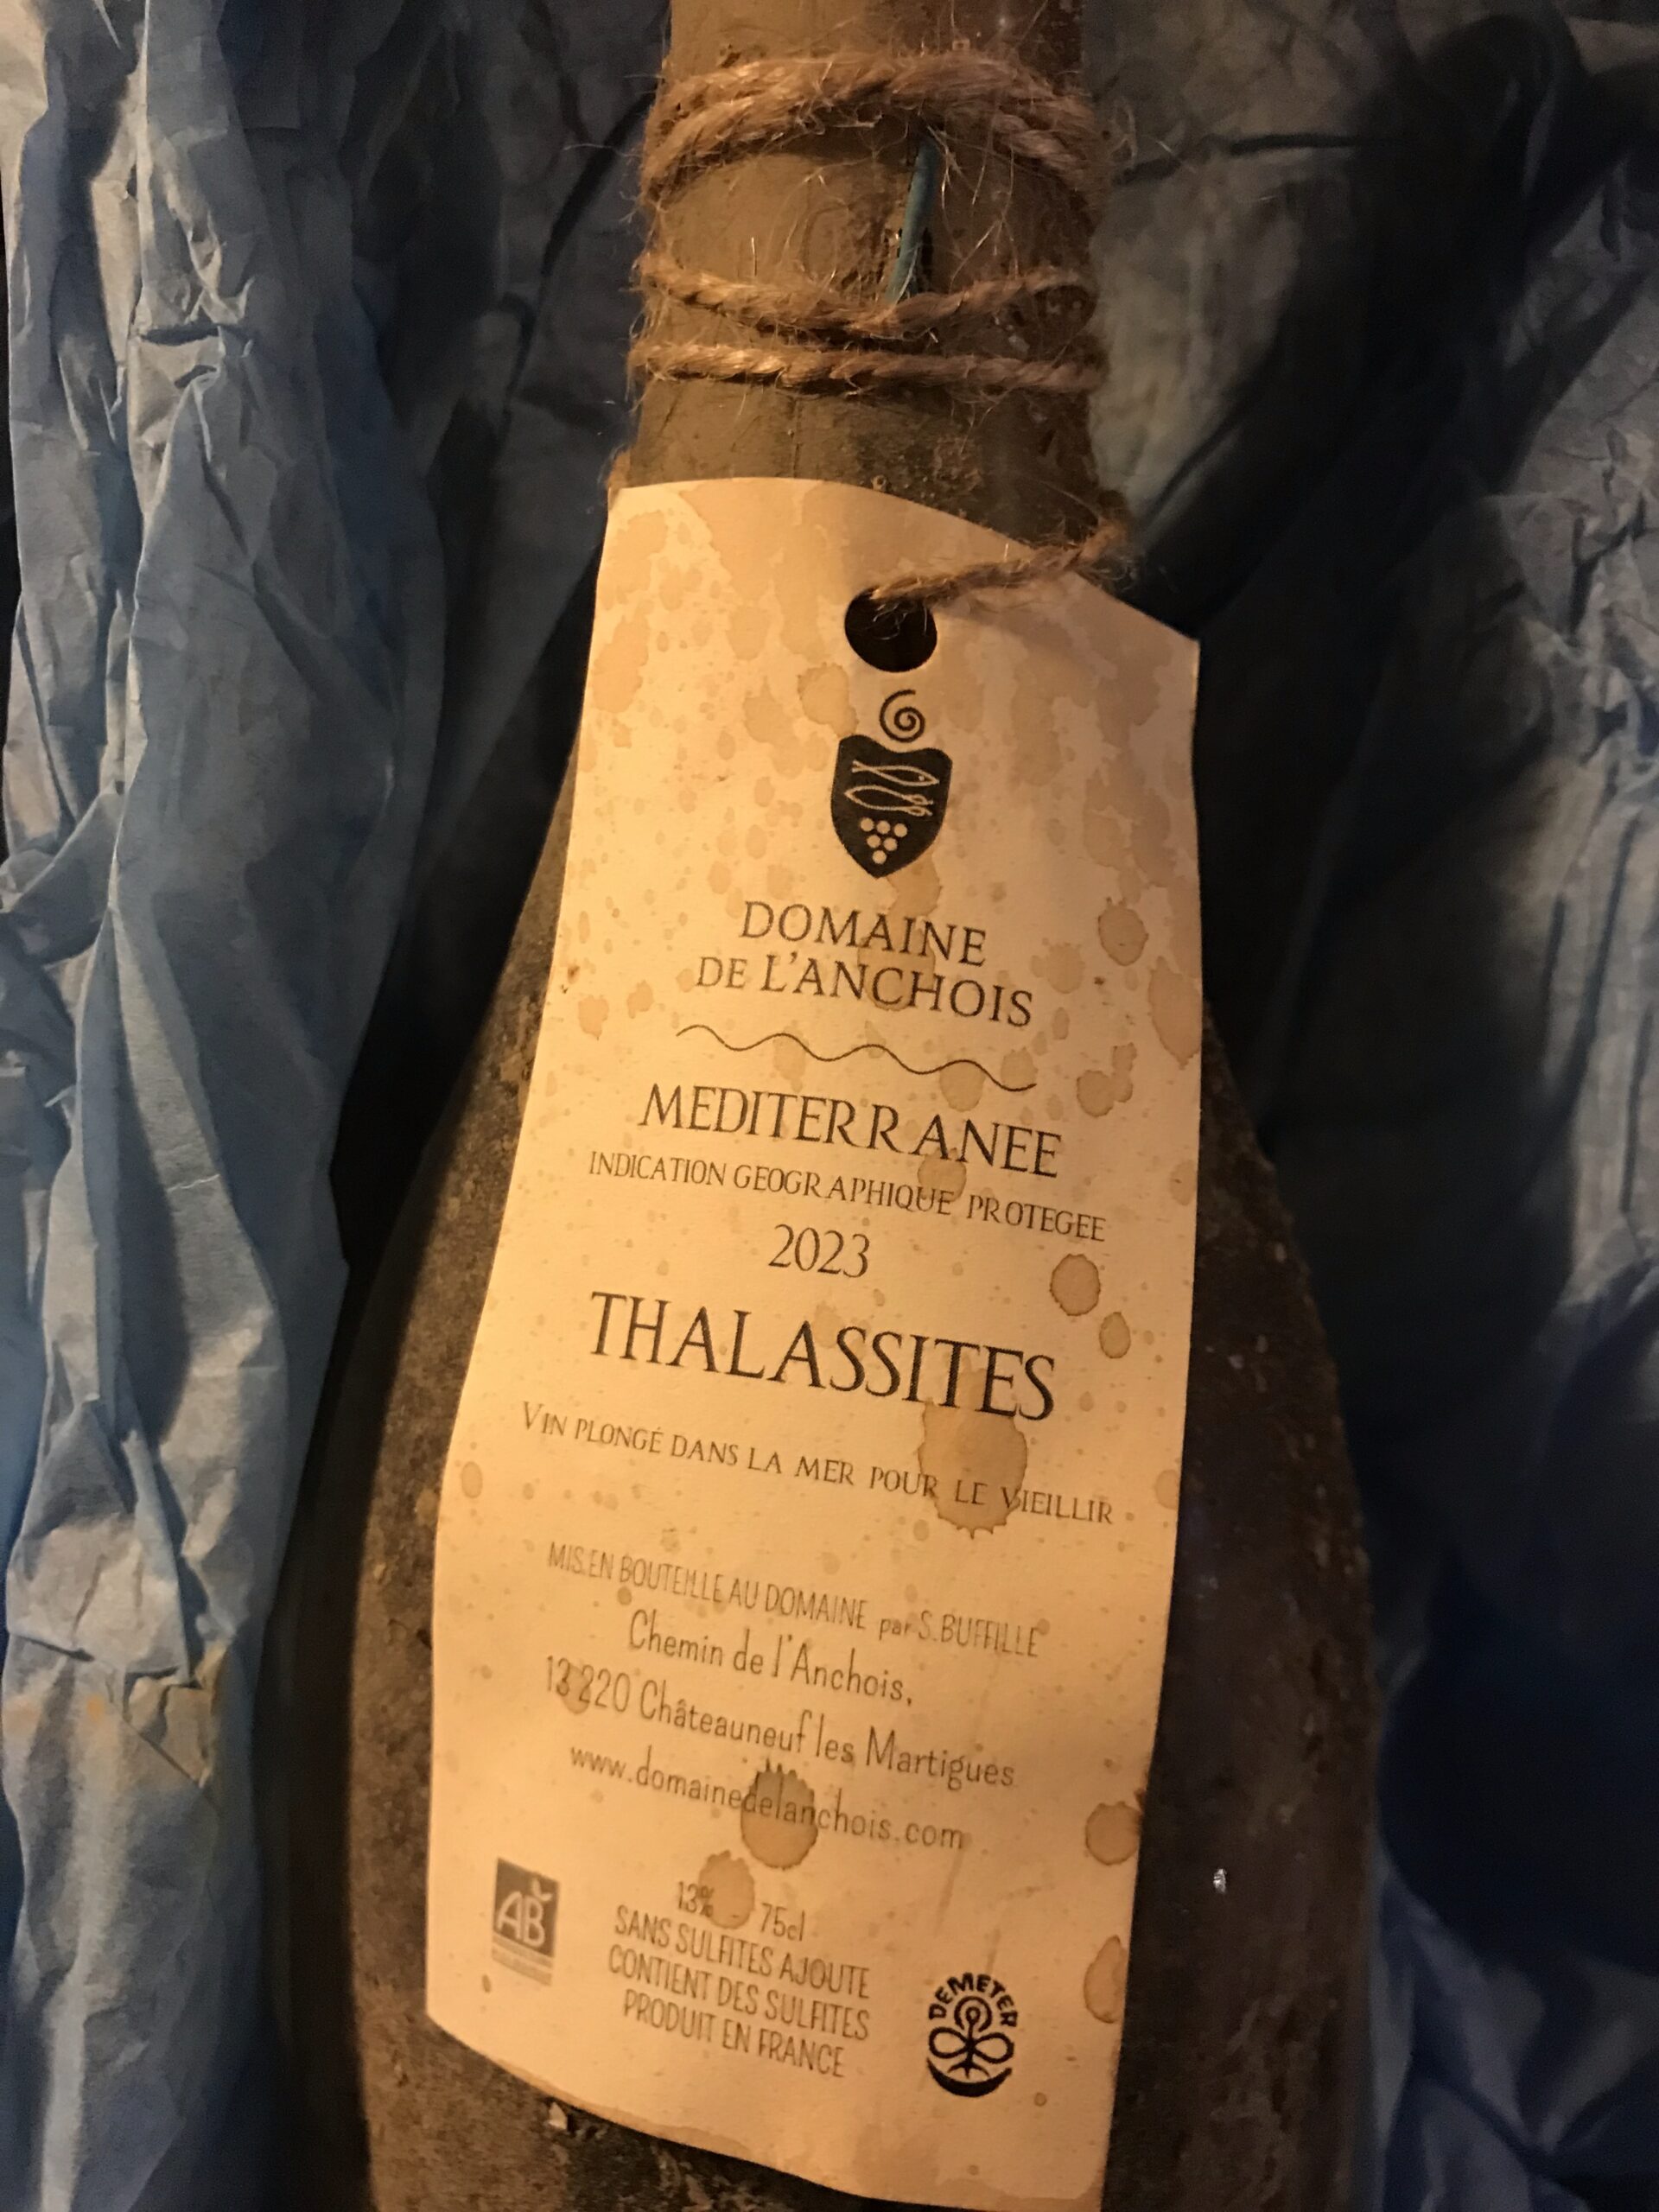 DOMAINE
DE L'ANCHOIS
MEDITERRANEE
INDICATION GEOGRAPHIQUE PROTEGEE
2023
THALASSITES
VIN PLONGÉ DANS LA MER POUR LE VIEILLIR
MIS EN BOUTEILLE AU DOMAINE par S.BUFFILLE
Chemin de l'Anchois,
13 220 Châteauneuf les Martigues
www.domainedelanchois.com
13% 75cl
SANS SULFITES AJOUTE
CONTIENT DES SULFITES
PRODUIT EN FRANCE
AB
DEMETER